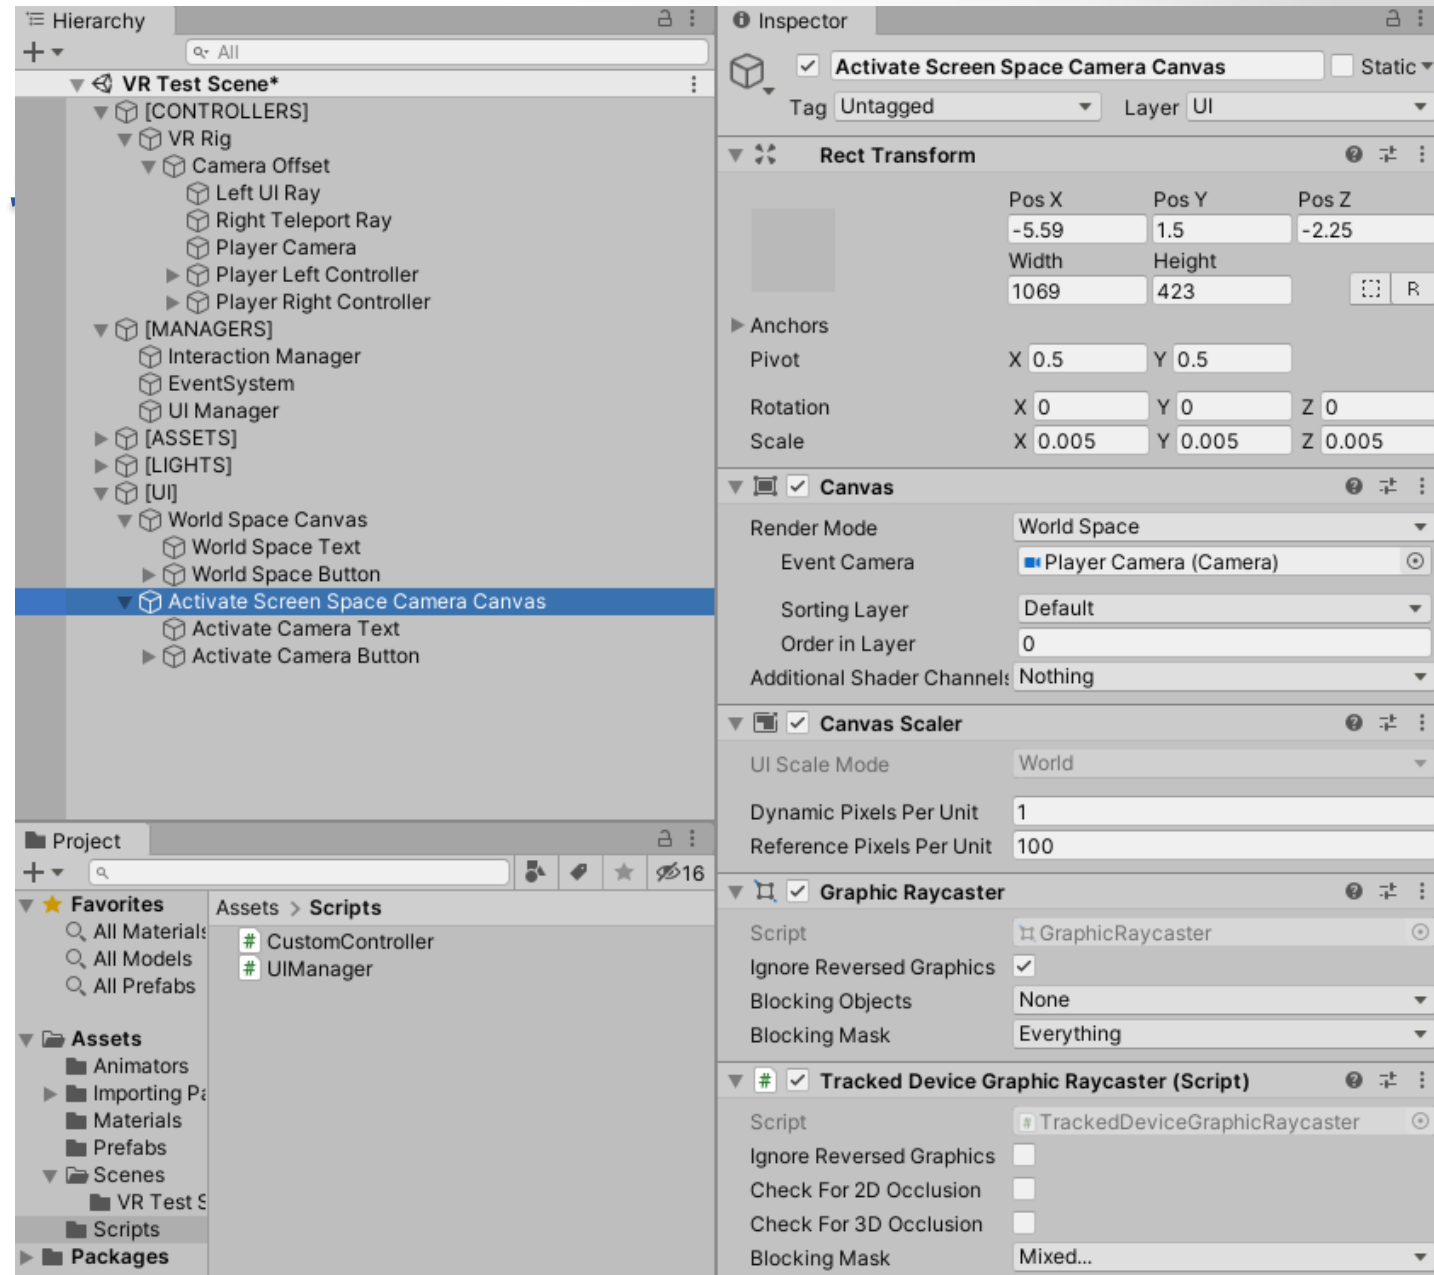 Hierarchy
All
VR Test Scene*
[CONTROLLERS]
VR Rig
Camera Offset
Left UI Ray
Right Teleport Ray
Player Camera
Player Left Controller
Player Right Controller
[MANAGERS]
Interaction Manager
EventSystem
UI Manager
[ASSETS]
[LIGHTS]
[UI]
World Space Canvas
World Space Text
World Space Button
Activate Screen Space Camera Canvas
Activate Camera Text
Activate Camera Button
Project
16
Favorites
All Materials
All Models
All Prefabs
Assets
Animators
Importing Pa
Materials
Prefabs
Scenes
VR Test S
Scripts
Packages
Assets > Scripts
# CustomController
# UIManager
Inspector
Activate Screen Space Camera Canvas Static
Tag Untagged Layer UI
Rect Transform
Pos X Pos Y Pos Z
-5.59 1.5 -2.25
Width Height
1069 423 R
Anchors
Pivot X 0.5 Y 0.5
Rotation X 0 Y 0 Z 0
Scale X 0.005 Y 0.005 Z 0.005
Canvas
Render Mode World Space
Event Camera Player Camera (Camera)
Sorting Layer Default
Order in Layer 0
Additional Shader Channels Nothing
Canvas Scaler
UI Scale Mode World
Dynamic Pixels Per Unit 1
Reference Pixels Per Unit 100
Graphic Raycaster
Script GraphicRaycaster
Ignore Reversed Graphics
Blocking Objects None
Blocking Mask Everything
# Tracked Device Graphic Raycaster (Script)
Script # TrackedDeviceGraphicRaycaster
Ignore Reversed Graphics
Check For 2D Occlusion
Check For 3D Occlusion
Blocking Mask Mixed...